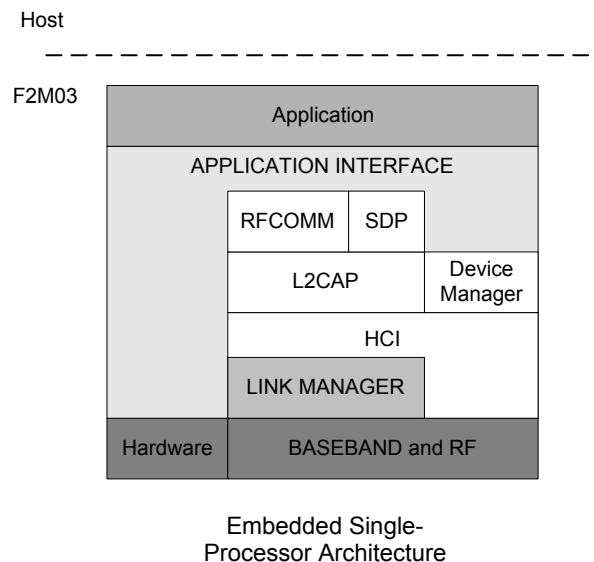 Host
F2M03
Application
APPLICATION INTERFACE
RFCOMM
SDP
L2CAP
Device
Manager
HCI
LINK MANAGER
Hardware
BASEBAND and RF
Embedded Single-
Processor Architecture